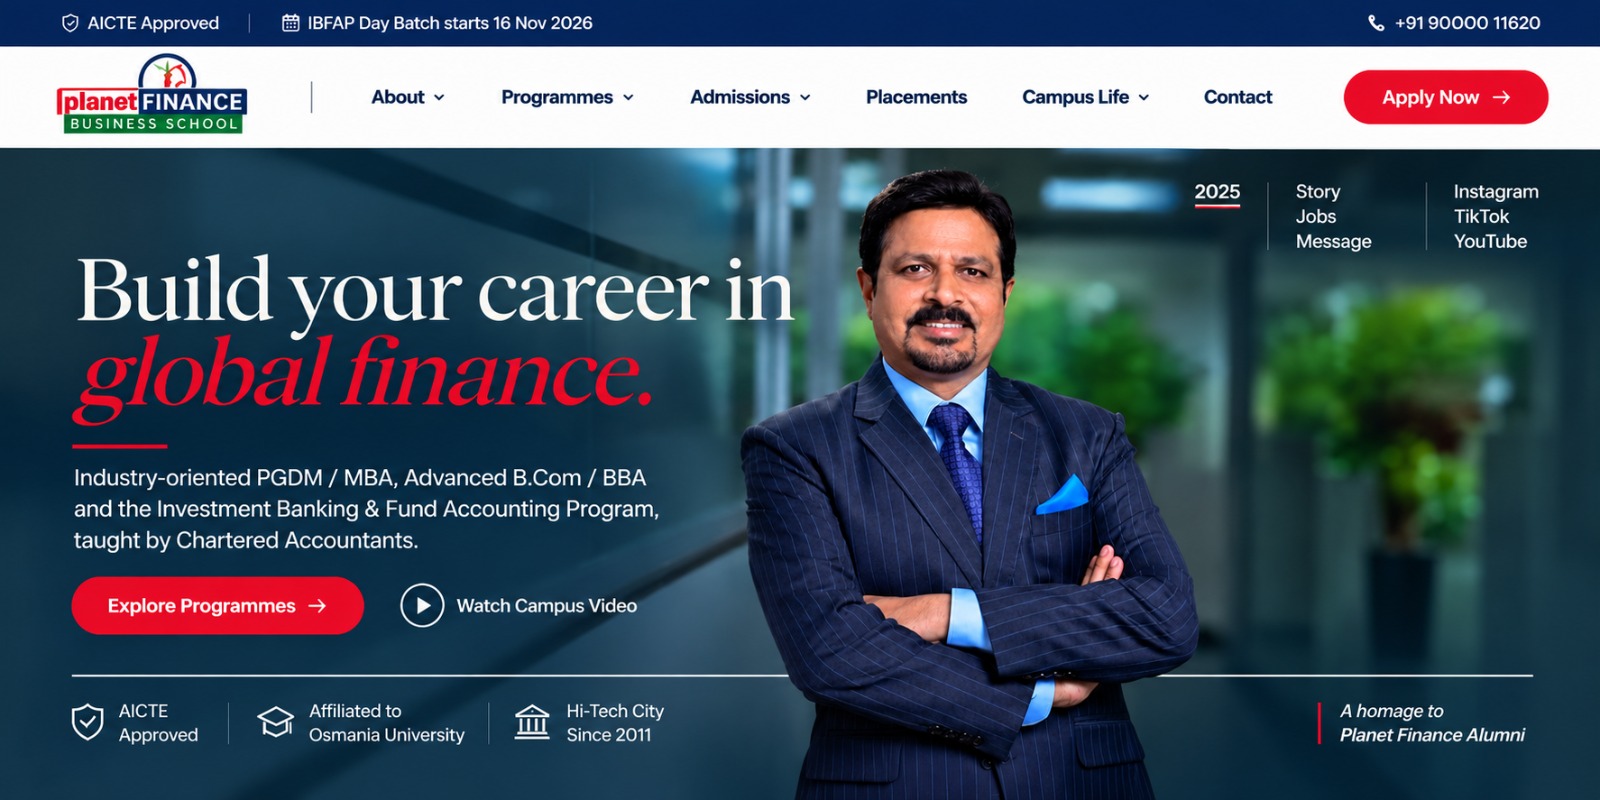 AICTE Approved
IBFAP Day Batch starts 16 Nov 2026
+91 90000 11620
planet FINANCE
BUSINESS SCHOOL
About
Programmes
Admissions
Placements
Campus Life
Contact
Apply Now →
2025
Story
Jobs
Message
Instagram
TikTok
YouTube
Build your career in
global finance.
Industry-oriented PGDM / MBA, Advanced B.Com / BBA
and the Investment Banking & Fund Accounting Program,
taught by Chartered Accountants.
Explore Programmes →
Watch Campus Video
AICTE
Approved
Affiliated to
Osmania University
Hi-Tech City
Since 2011
A homage to
Planet Finance Alumni